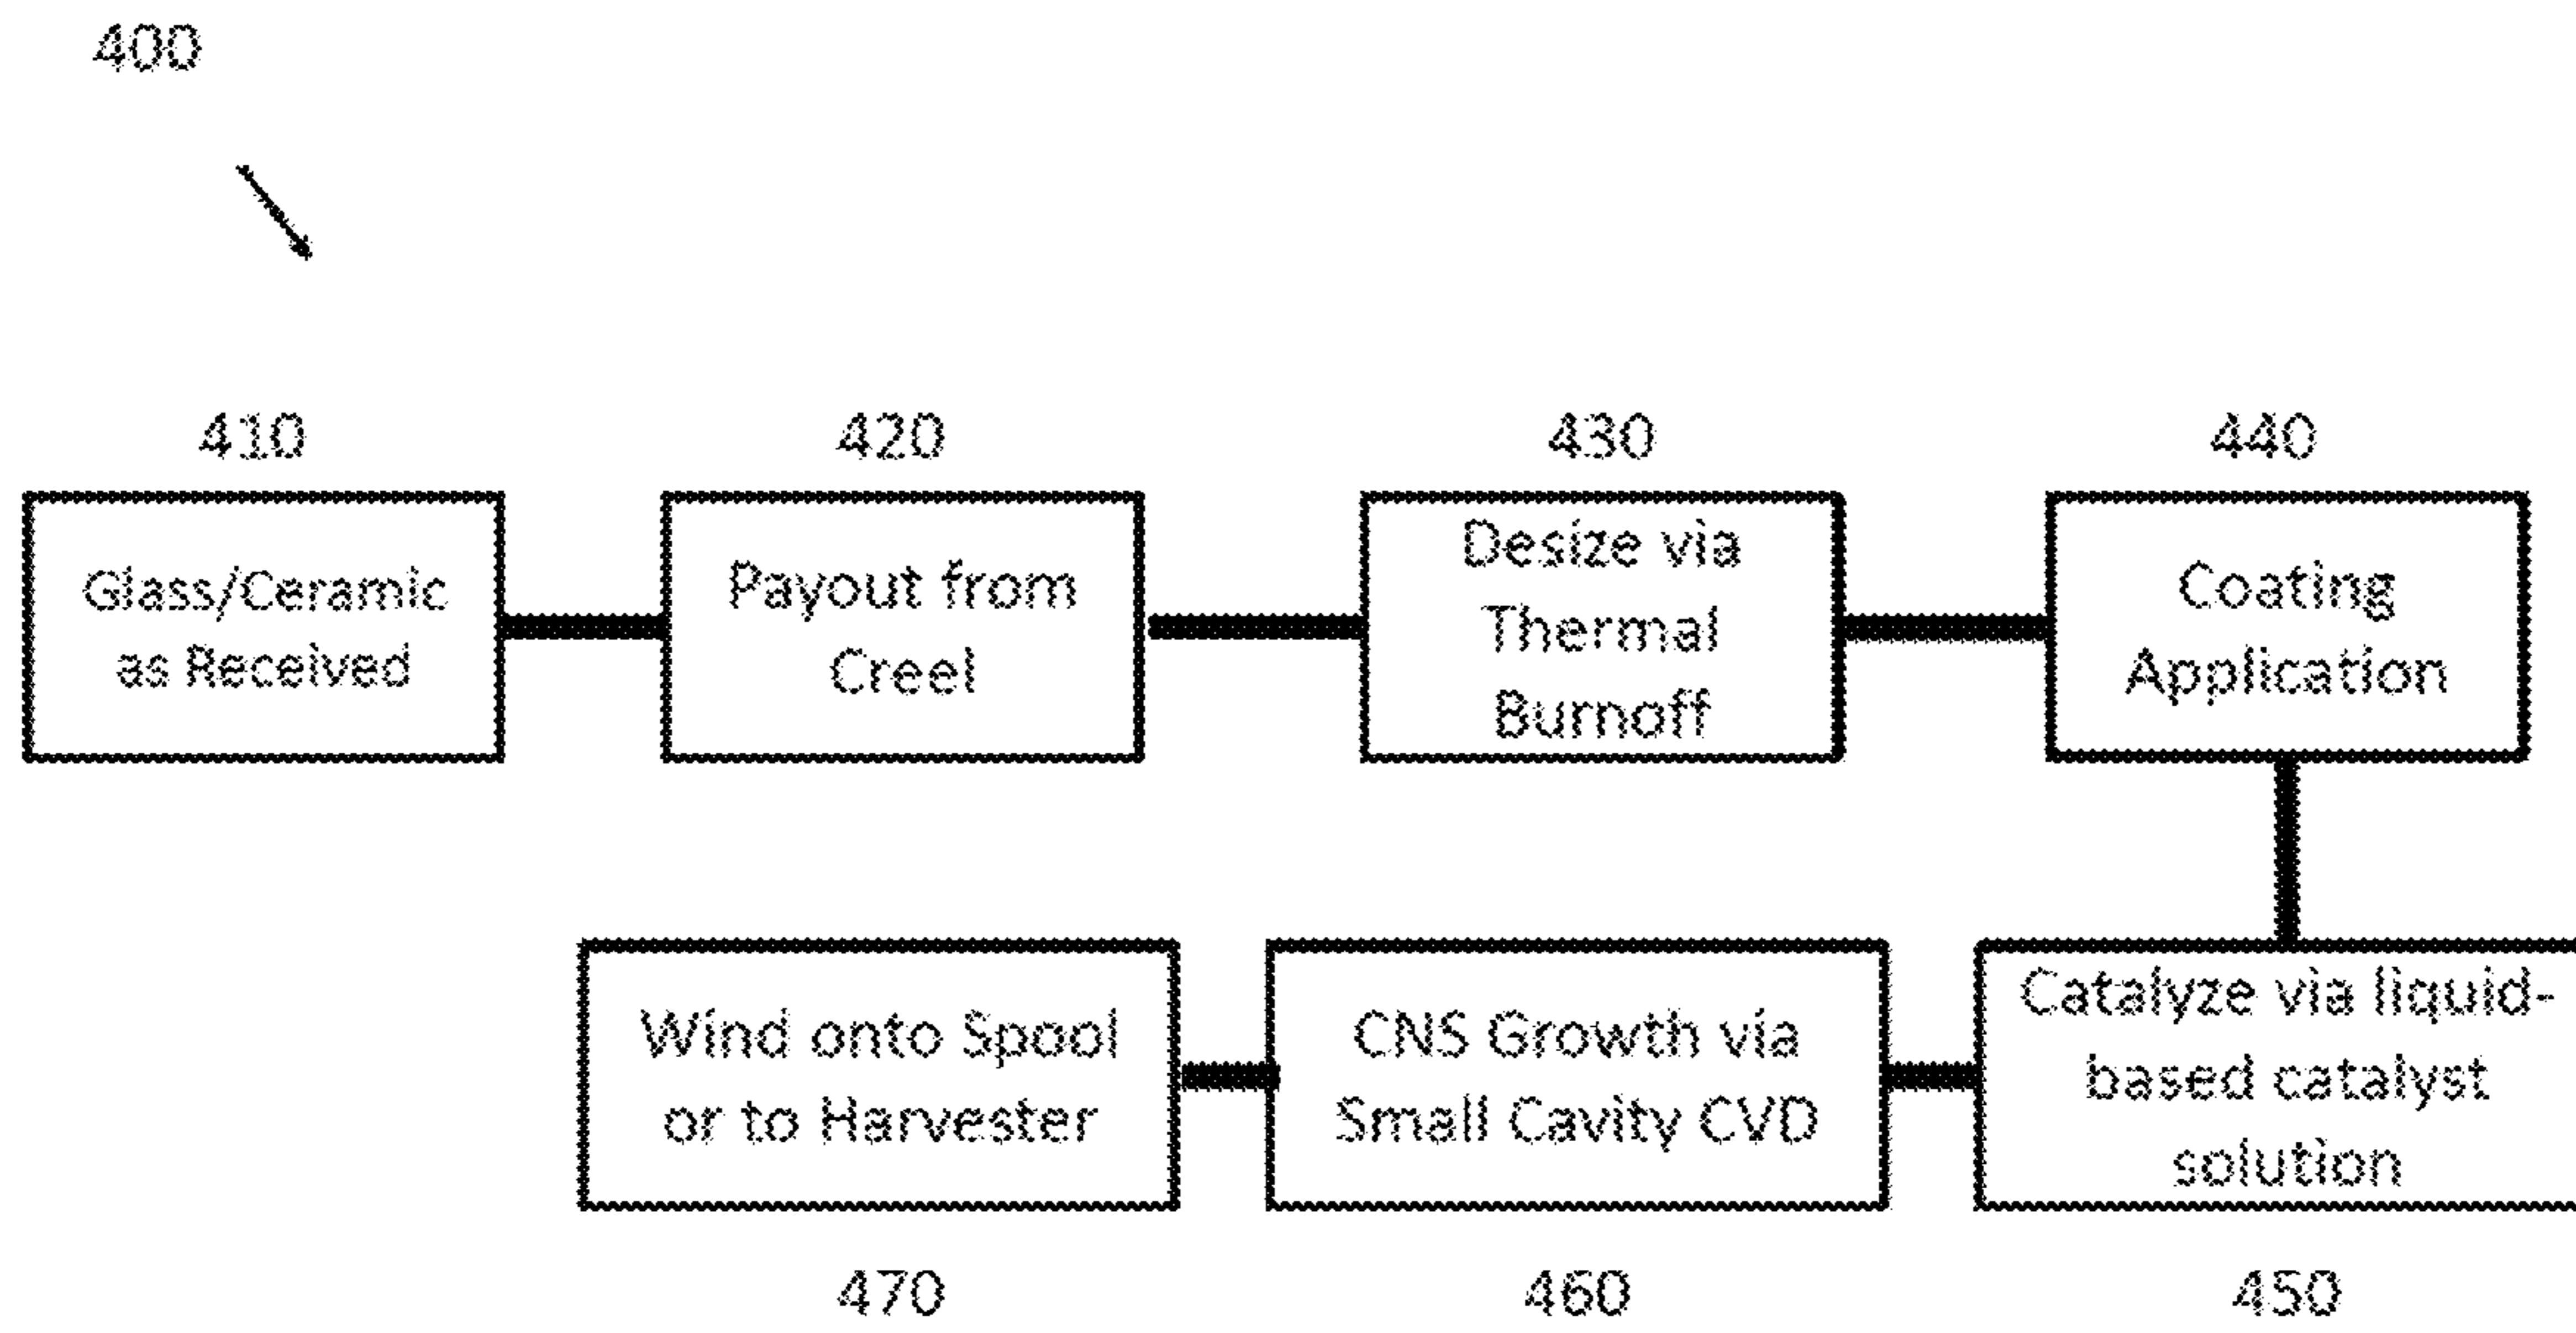 400
410
420
430
440
Glass/Ceramic
as Received
Payout from
Creel
Desize via
Thermal
Burnoff
Coating
Application
Wind onto Spool
or to Harvester
CNS Growth via
Small Cavity CVD
Catalyze via liquid-
based catalyst
solution
470
460
450